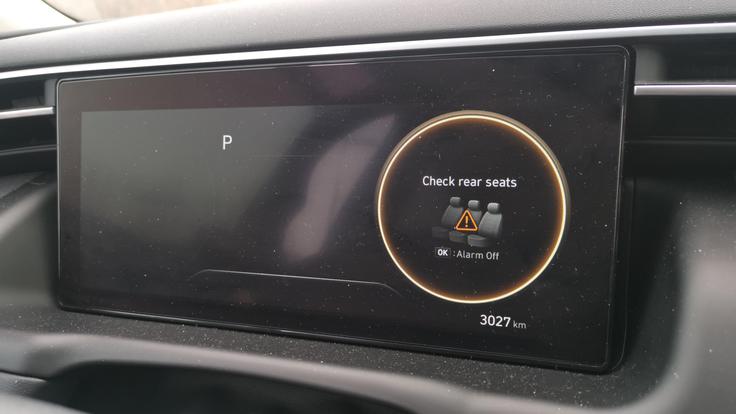 P
Check rear seats
OK : Alarm Off
3027 km